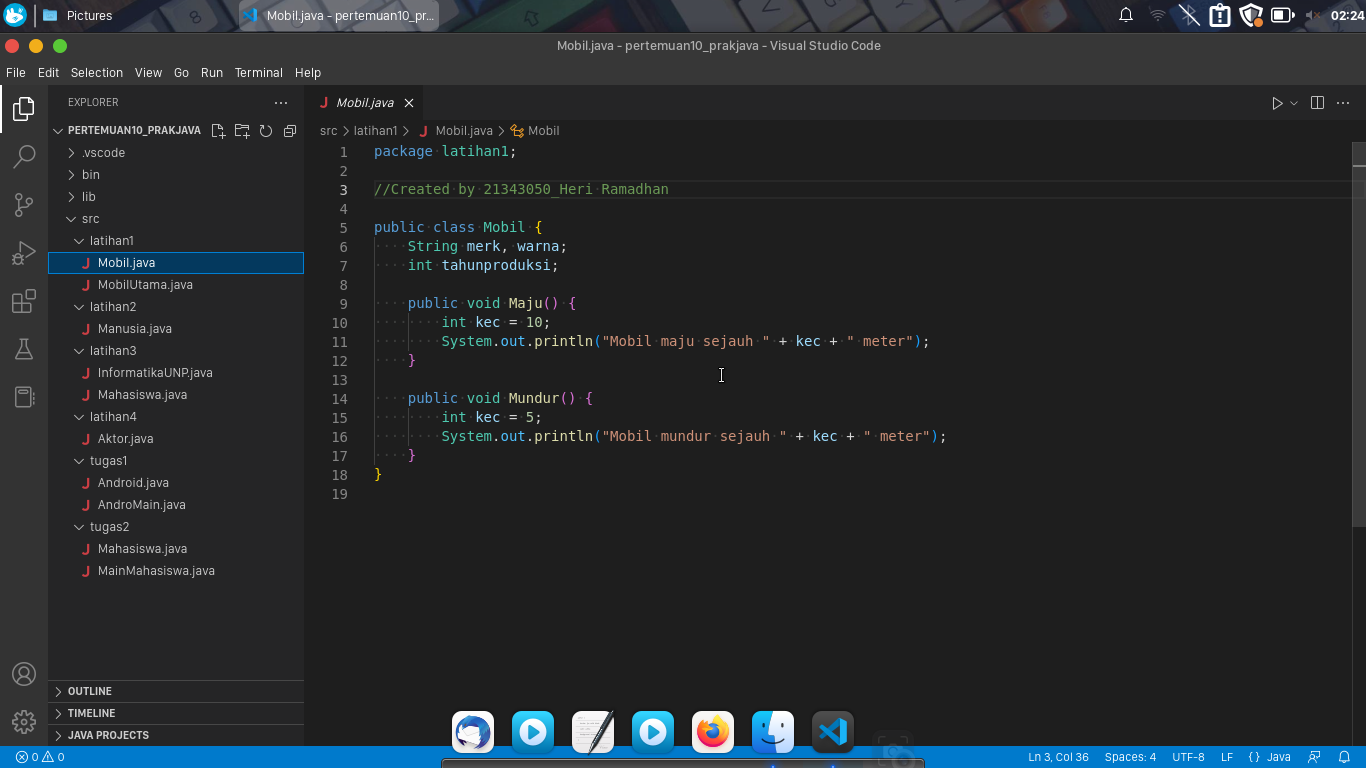 Pictures
Mobil.java - pertemuan10_pr...
02:24
Mobil.java - pertemuan10_prakjava - Visual Studio Code
File Edit Selection View Go Run Terminal Help
EXPLORER
PERTEMUAN10_PRAKJAVA
.vscode
bin
lib
src
latihan1
Mobil.java
MobilUtama.java
latihan2
Manusia.java
latihan3
InformatikaUNP.java
Mahasiswa.java
latihan4
Aktor.java
tugas1
Android.java
AndroMain.java
tugas2
Mahasiswa.java
MainMahasiswa.java
OUTLINE
TIMELINE
JAVA PROJECTS
Mobil.java
src > latihan1 > Mobil.java > Mobil
1 package latihan1;
2
3 //Created by 21343050_Heri Ramadhan
4
5 public class Mobil {
6 String merk, warna;
7 int tahunproduksi;
8
9 public void Maju() {
10 int kec = 10;
11 System.out.println("Mobil maju sejauh " + kec + " meter");
12 }
13
14 public void Mundur() {
15 int kec = 5;
16 System.out.println("Mobil mundur sejauh " + kec + " meter");
17 }
18 }
19
0 0
Ln 3, Col 36 Spaces: 4 UTF-8 LF { } Java